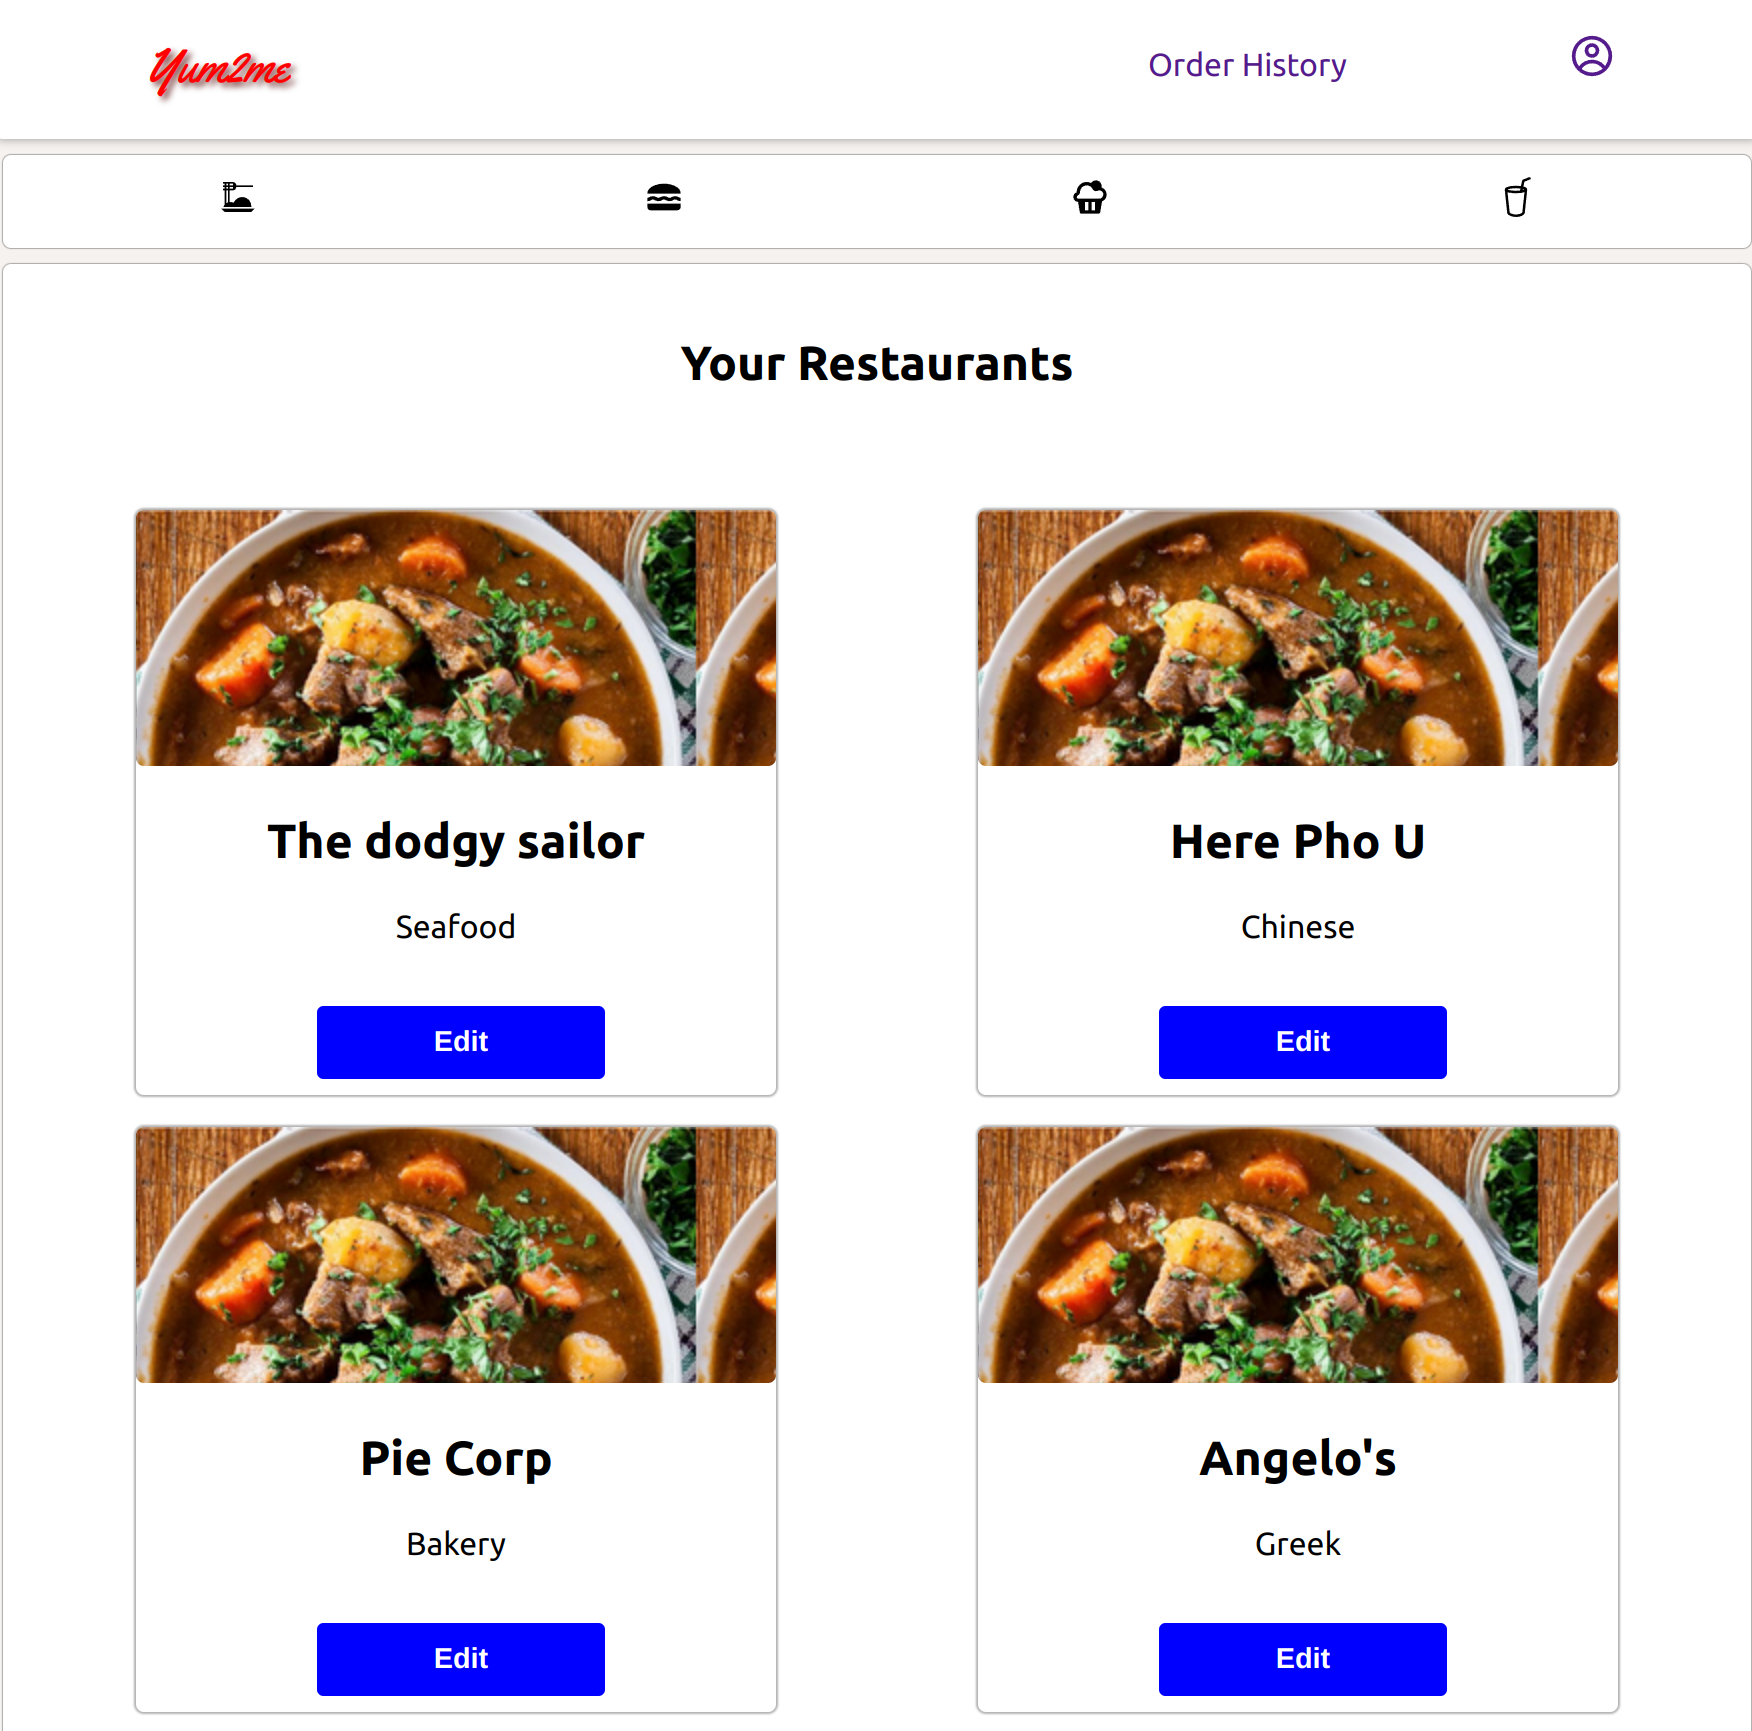 Yum2me
Order History
Your Restaurants
The dodgy sailor
Seafood
Edit
Here Pho U
Chinese
Edit
Pie Corp
Bakery
Edit
Angelo's
Greek
Edit